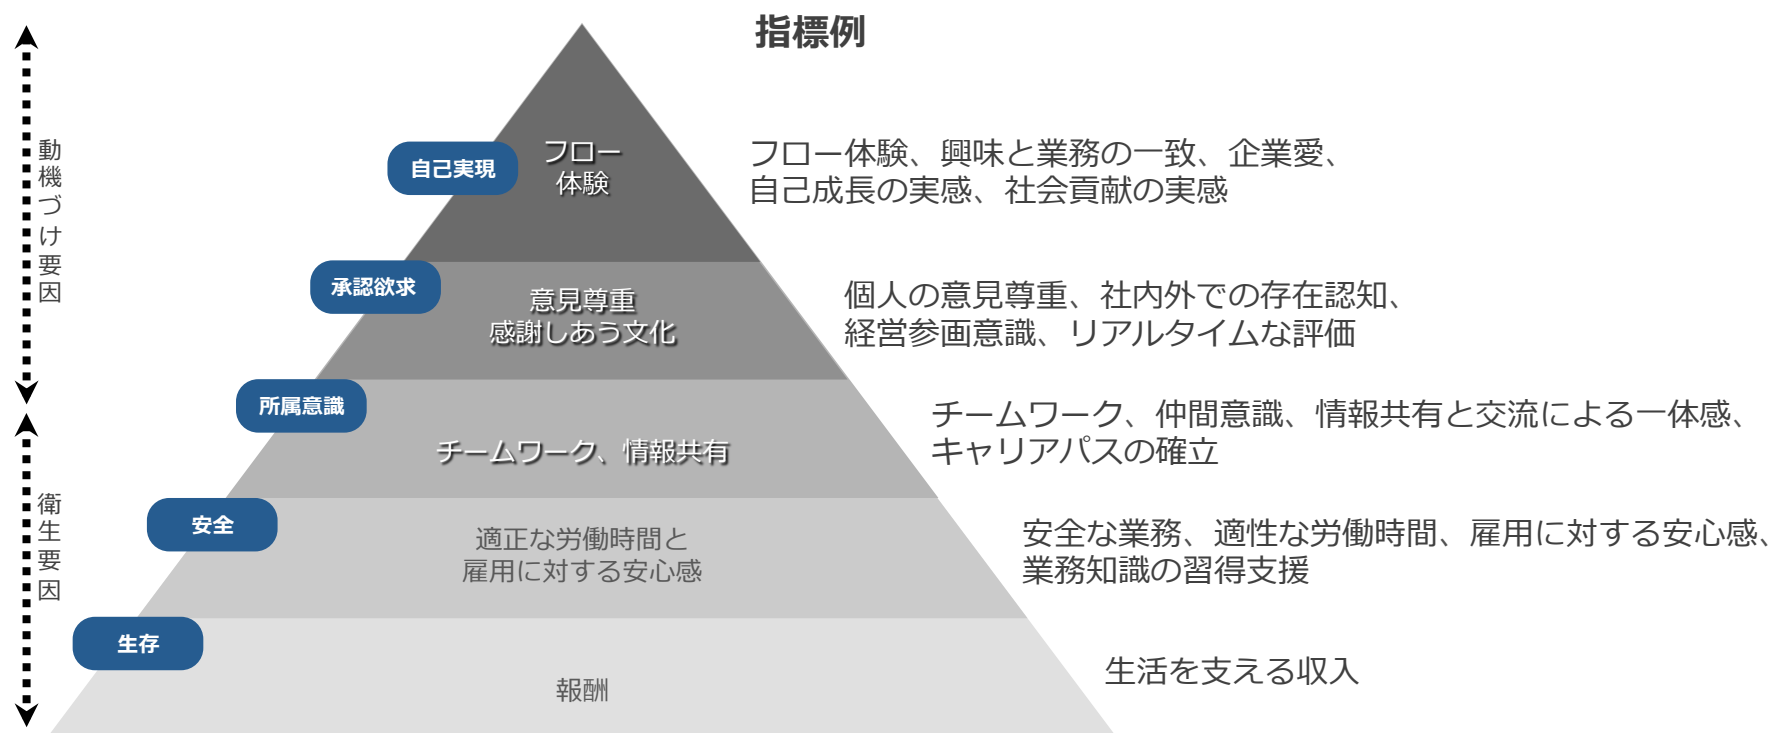 指標例
動機づけ要因
自己実現
フロー
体験
フロー体験、興味と業務の一致、企業愛、
自己成長の実感、社会貢献の実感
承認欲求
意見尊重
感謝しあう文化
個人の意見尊重、社内外での存在認知、
経営参画意識、リアルタイムな評価
所属意識
チームワーク、情報共有
チームワーク、仲間意識、情報共有と交流による一体感、
キャリアパスの確立
衛生要因
安全
適正な労働時間と
雇用に対する安心感
安全な業務、適性な労働時間、雇用に対する安心感、
業務知識の習得支援
生存
報酬
生活を支える収入